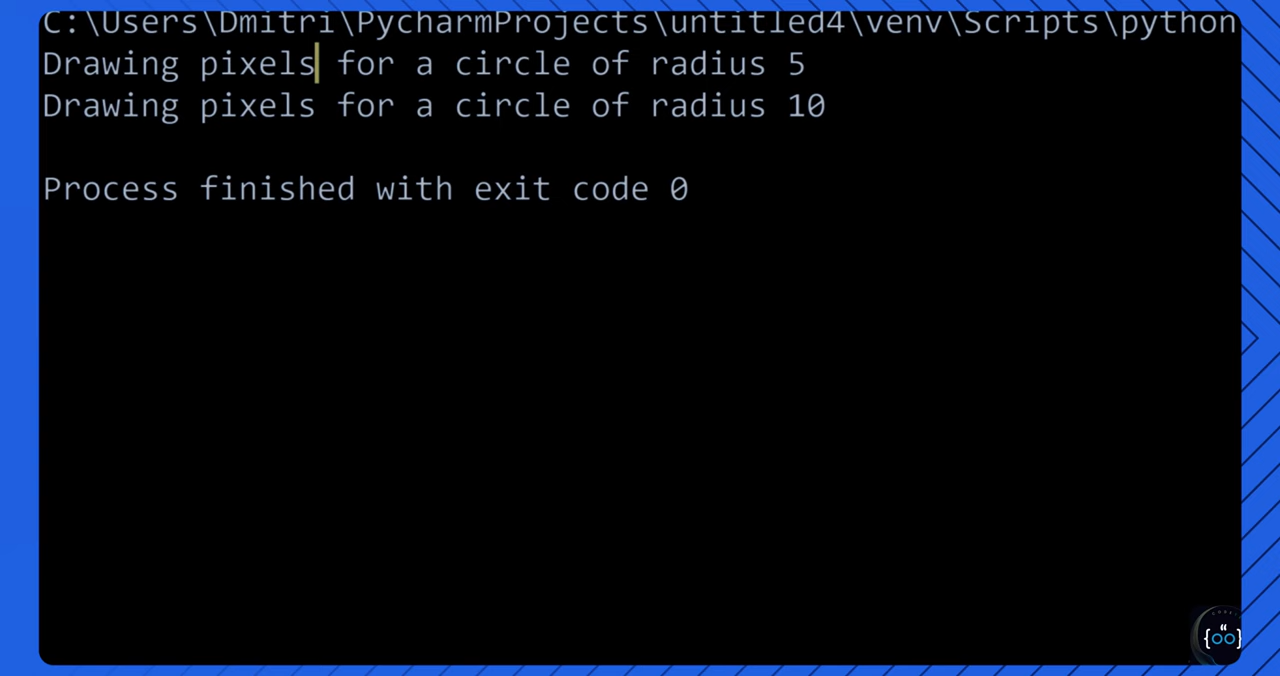 C:\Users\Dmitri\PycharmProjects\untitled4\venv\Scripts\python
Drawing pixels for a circle of radius 5
Drawing pixels for a circle of radius 10
Process finished with exit code 0
{oo}